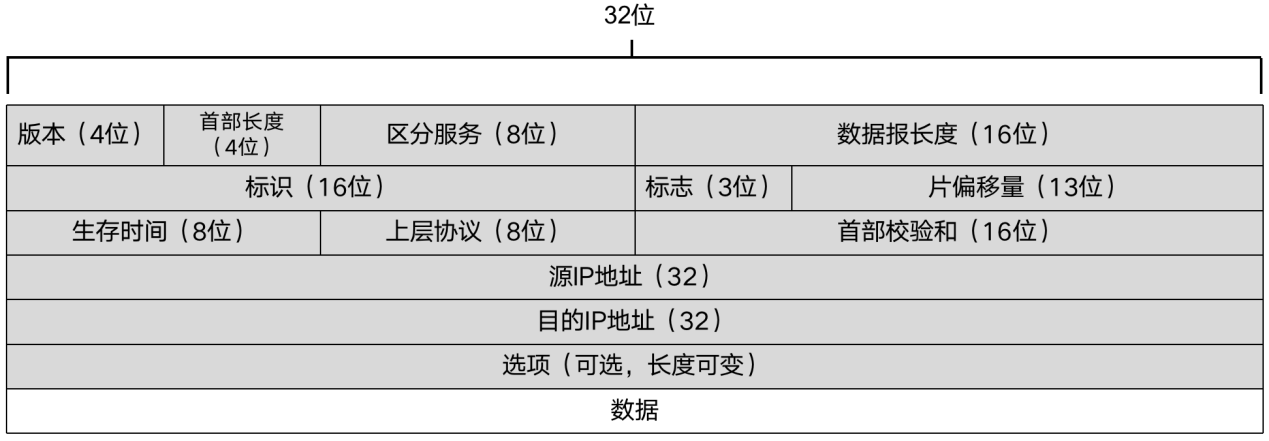 32位
版本（4位）
首部长度
（4位）
区分服务（8位）
数据报长度（16位）
标识（16位）
标志（3位）
片偏移量（13位）
生存时间（8位）
上层协议（8位）
首部校验和（16位）
源IP地址（32）
目的IP地址（32）
选项（可选，长度可变）
数据